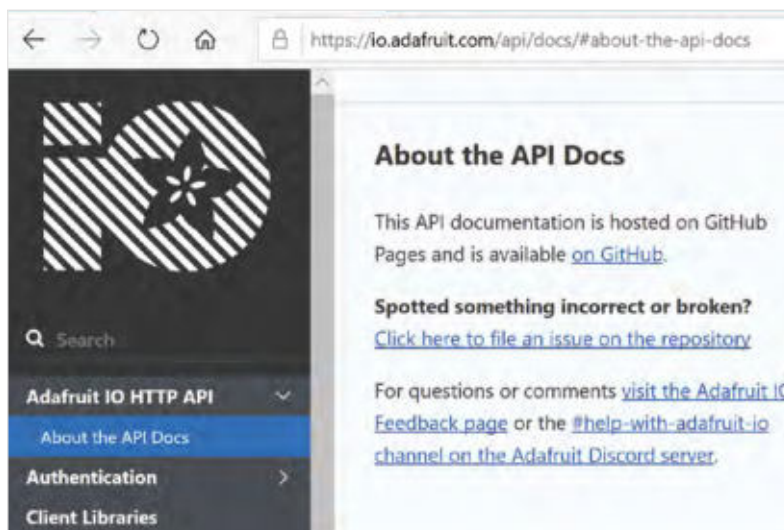 https://io.adafruit.com/api/docs/#about-the-api-docs
iO
Search
Adafruit IO HTTP API
About the API Docs
Authentication
Client Libraries
About the API Docs
This API documentation is hosted on GitHub
Pages and is available on GitHub.
Spotted something incorrect or broken?
Click here to file an issue on the repository
For questions or comments visit the Adafruit IO
Feedback page or the #help-with-adafruit-io
channel on the Adafruit Discord server.